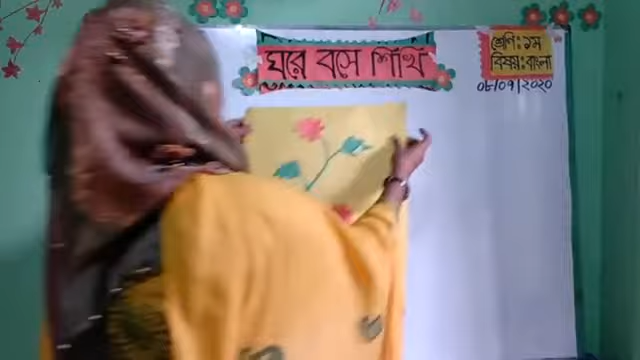 ঘরে বসে শিখি
শ্রেণি: ১ম
বিষয়: বাংলা
০৮/০৭/২০২০